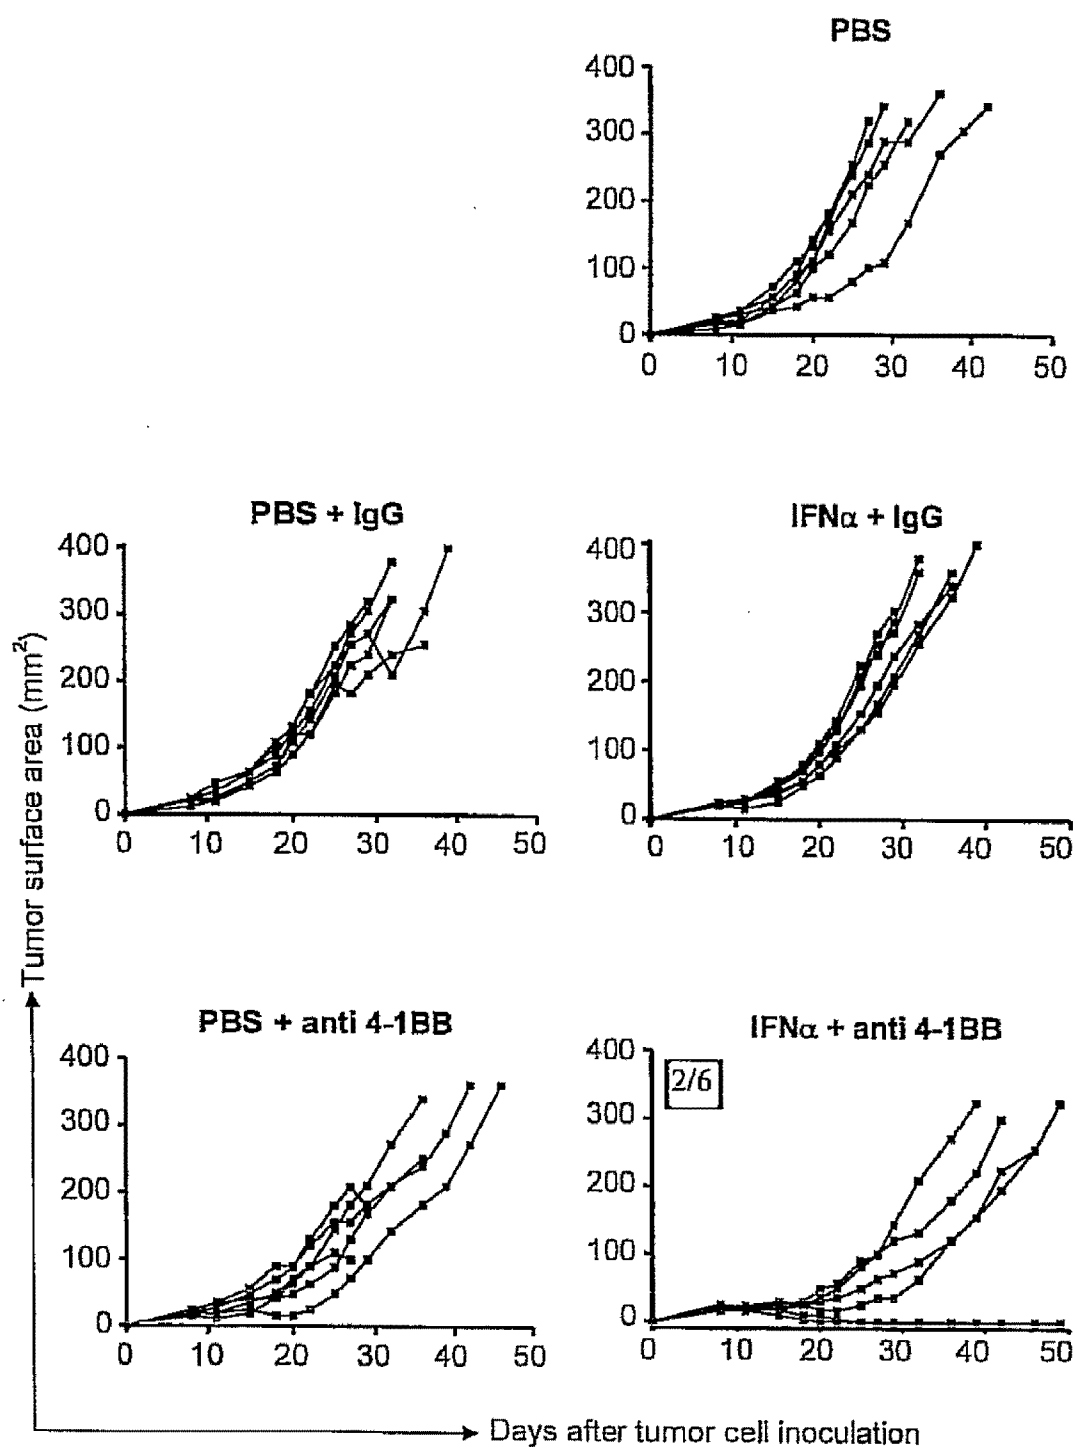 PBS
400
300
200
100
0
0 10 20 30 40 50
PBS + IgG
400
300
200
100
0
0 10 20 30 40 50
IFNα + IgG
400
300
200
100
0
0 10 20 30 40 50
PBS + anti 4-1BB
400
300
200
100
0
0 10 20 30 40 50
IFNα + anti 4-1BB
2/6
400
300
200
100
0
0 10 20 30 40 50
Tumor surface area (mm²)
Days after tumor cell inoculation